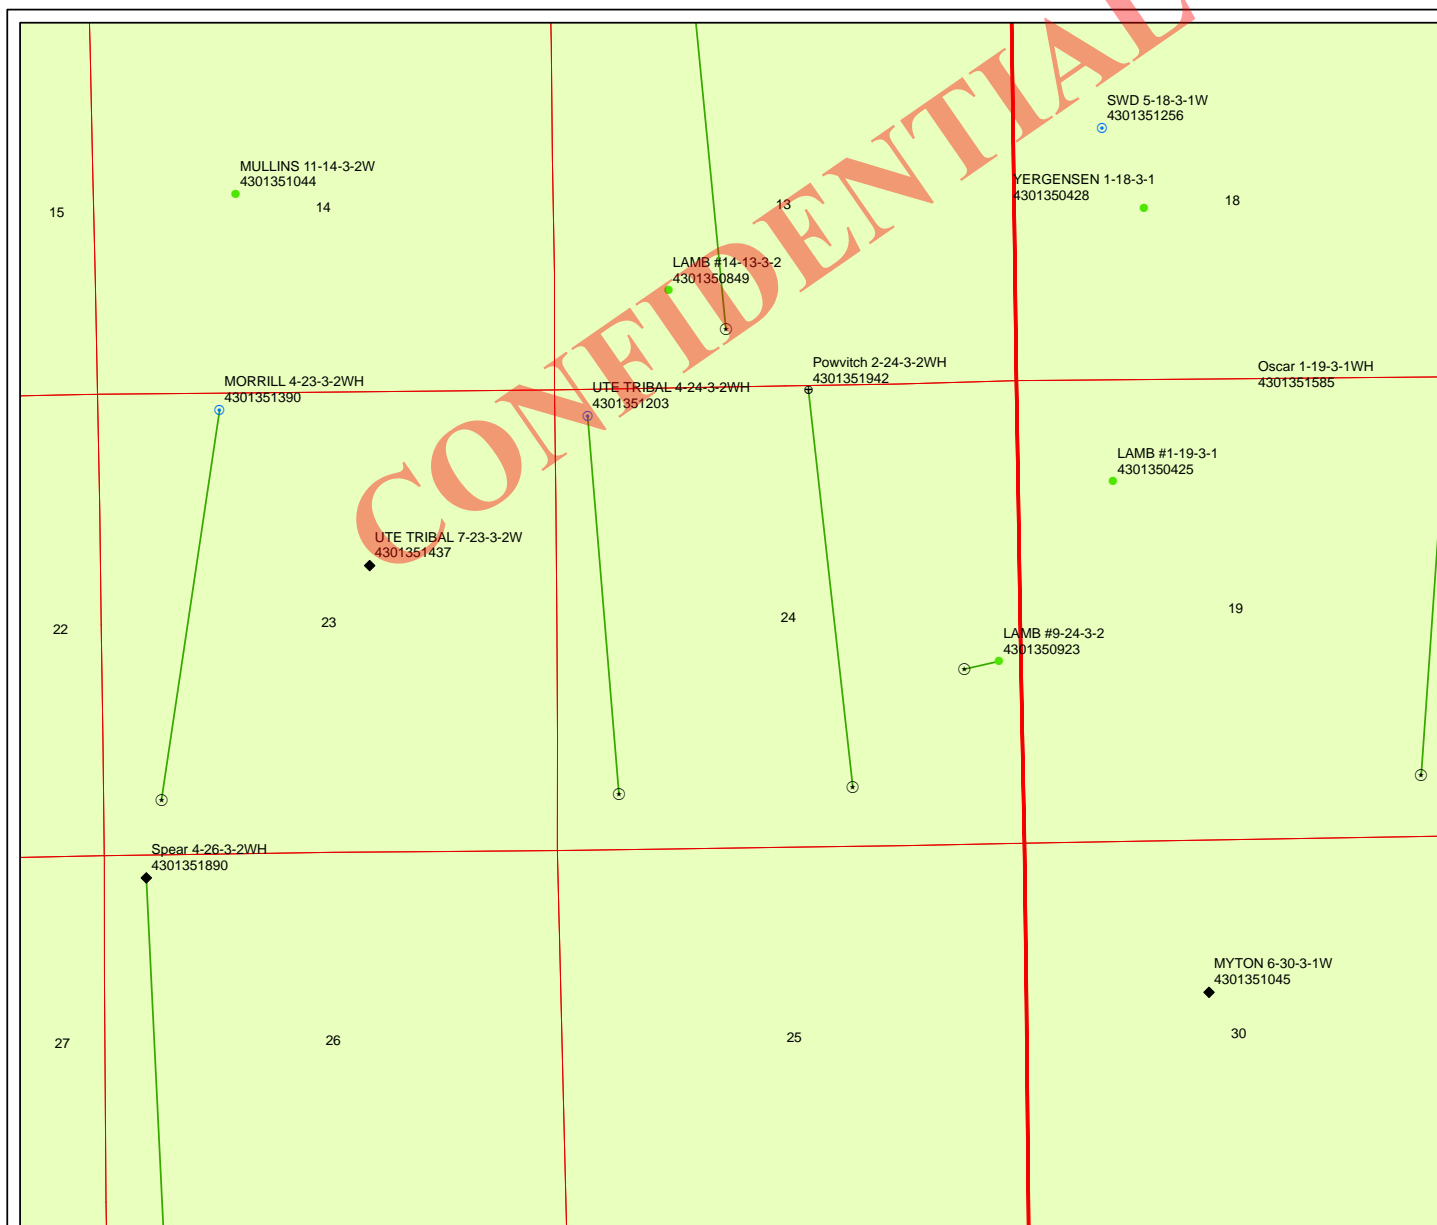 CONFIDENTIAL
SWD 5-18-3-1W
4301351256
MULLINS 11-14-3-2W
4301351044
YERGENSEN 1-18-3-1
4301350428
15
14
13
18
LAMB #14-13-3-2
4301350849
Powvitch 2-24-3-2WH
4301351942
Oscar 1-19-3-1WH
4301351585
MORRILL 4-23-3-2WH
4301351390
UTE TRIBAL 4-24-3-2WH
4301351203
LAMB #1-19-3-1
4301350425
UTE TRIBAL 7-23-3-2W
4301351437
22
23
24
19
LAMB #9-24-3-2
4301350923
Spear 4-26-3-2WH
4301351890
MYTON 6-30-3-1W
4301351045
27
26
25
30